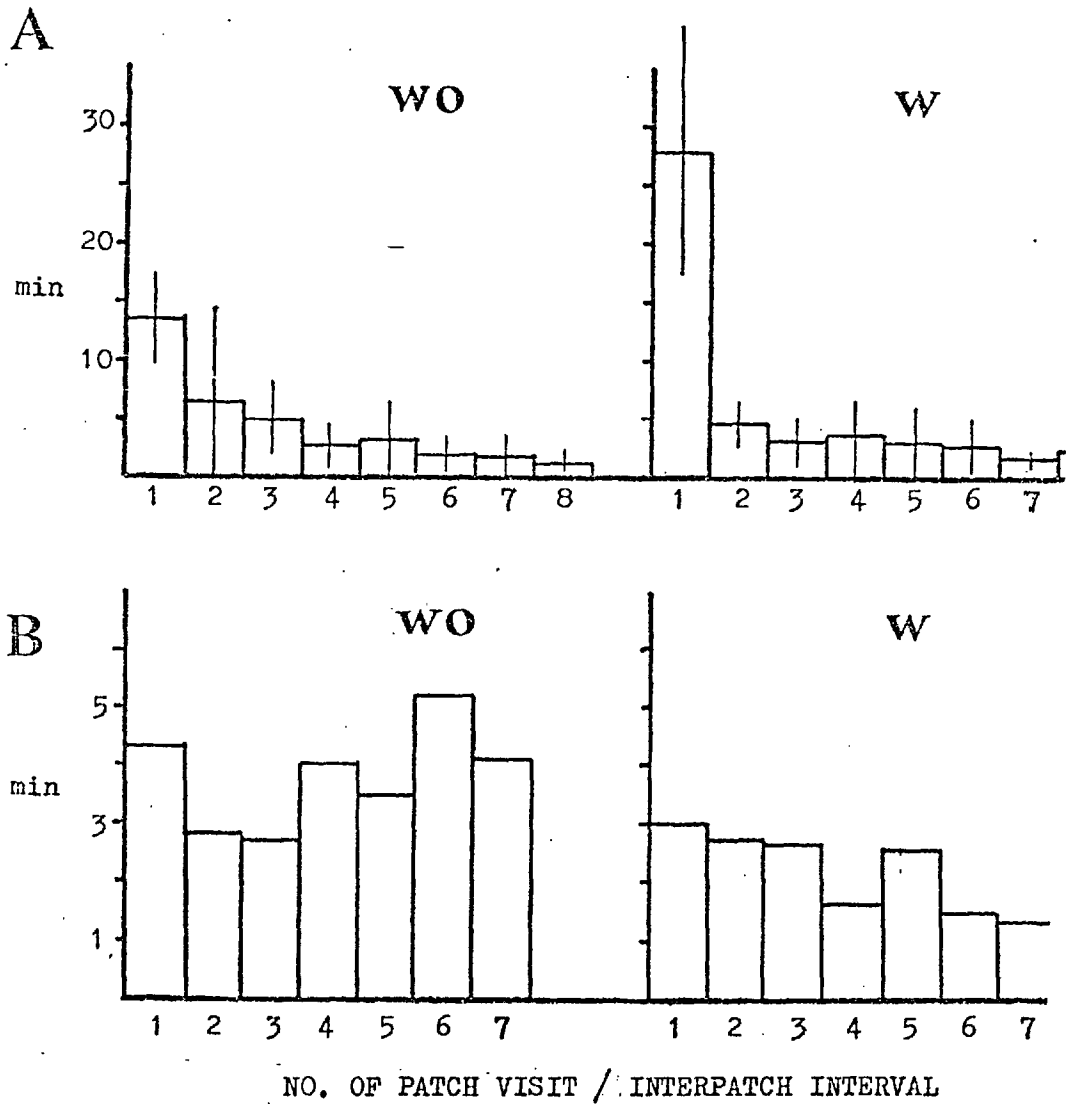 A
WO
W
30
20
min
10
1 2 3 4 5 6 7 8
1 2 3 4 5 6 7
B
WO
W
5
min
3
1
1 2 3 4 5 6 7
1 2 3 4 5 6 7
NO. OF PATCH VISIT / INTERPATCH INTERVAL